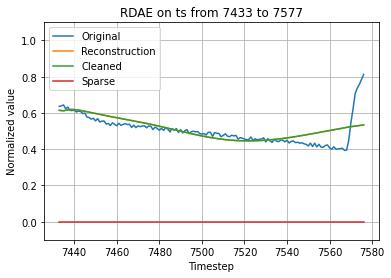 RDAE on ts from 7433 to 7577
Original
Reconstruction
Cleaned
Sparse
Normalized value
1.0
0.8
0.6
0.4
0.2
0.0
7440 7460 7480 7500 7520 7540 7560 7580
Timestep